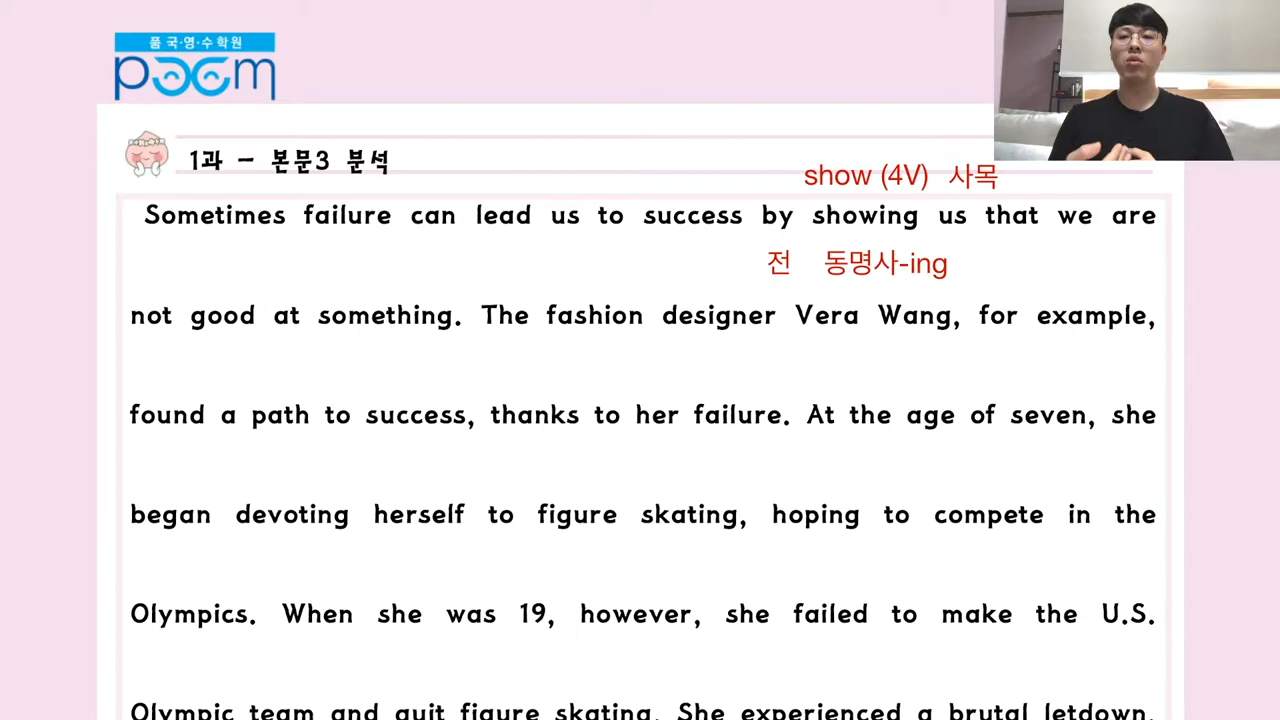 품 국·영·수 학원
poem
1과 - 본문3 분석
show (4V) 사목
Sometimes failure can lead us to success by showing us that we are
전 동명사-ing
not good at something. The fashion designer Vera Wang, for example,
found a path to success, thanks to her failure. At the age of seven, she
began devoting herself to figure skating, hoping to compete in the
Olympics. When she was 19, however, she failed to make the U.S.
Olympic team and quit figure skating. She experienced a brutal letdown,